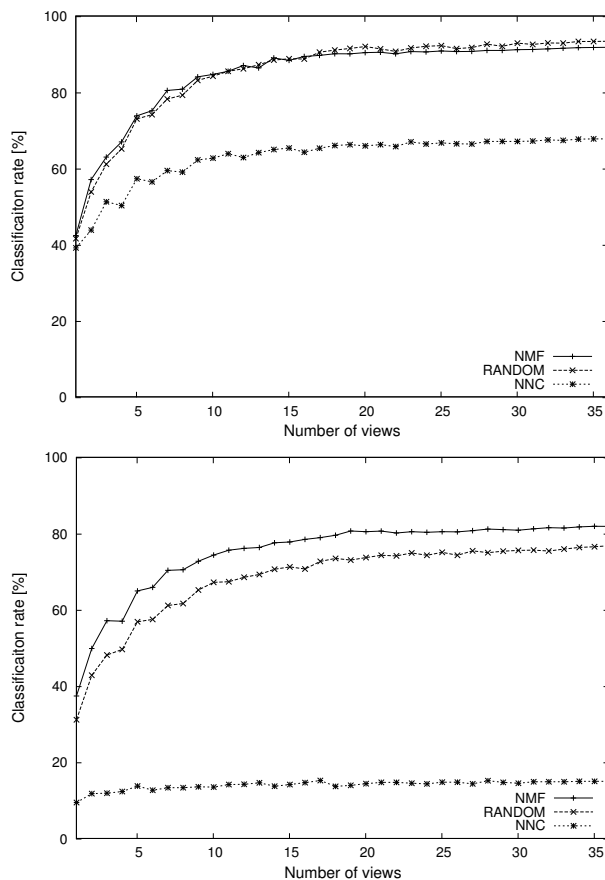 100
80
60
40
20
0
Classificaiton rate [%]
5 10 15 20 25 30 35
Number of views
NMF
RANDOM
NNC
100
80
60
40
20
0
Classificaiton rate [%]
5 10 15 20 25 30 35
Number of views
NMF
RANDOM
NNC